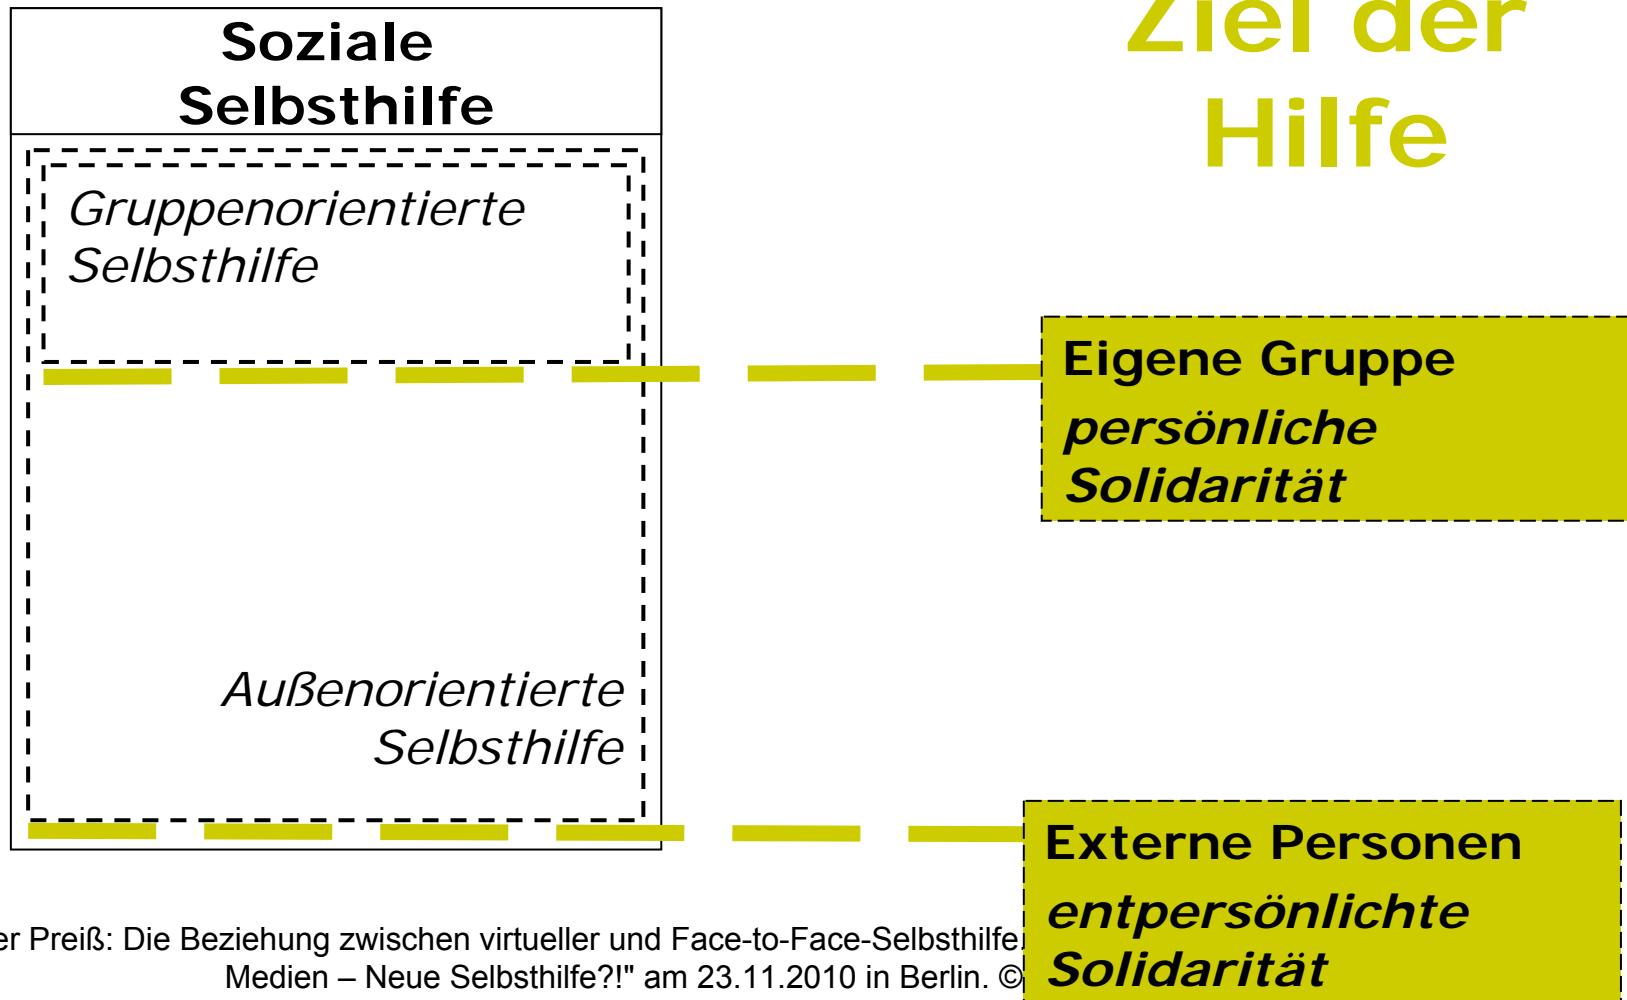 Soziale
Selbsthilfe
Ziel der
Hilfe
Gruppenorientierte
Selbsthilfe
Eigene Gruppe
persönliche
Solidarität
Außenorientierte
Selbsthilfe
Externe Personen
entpersönlichte
Solidarität
er Preiß: Die Beziehung zwischen virtueller und Face-to-Face-Selbsthilfe.
Medien – Neue Selbsthilfe?!" am 23.11.2010 in Berlin. ©